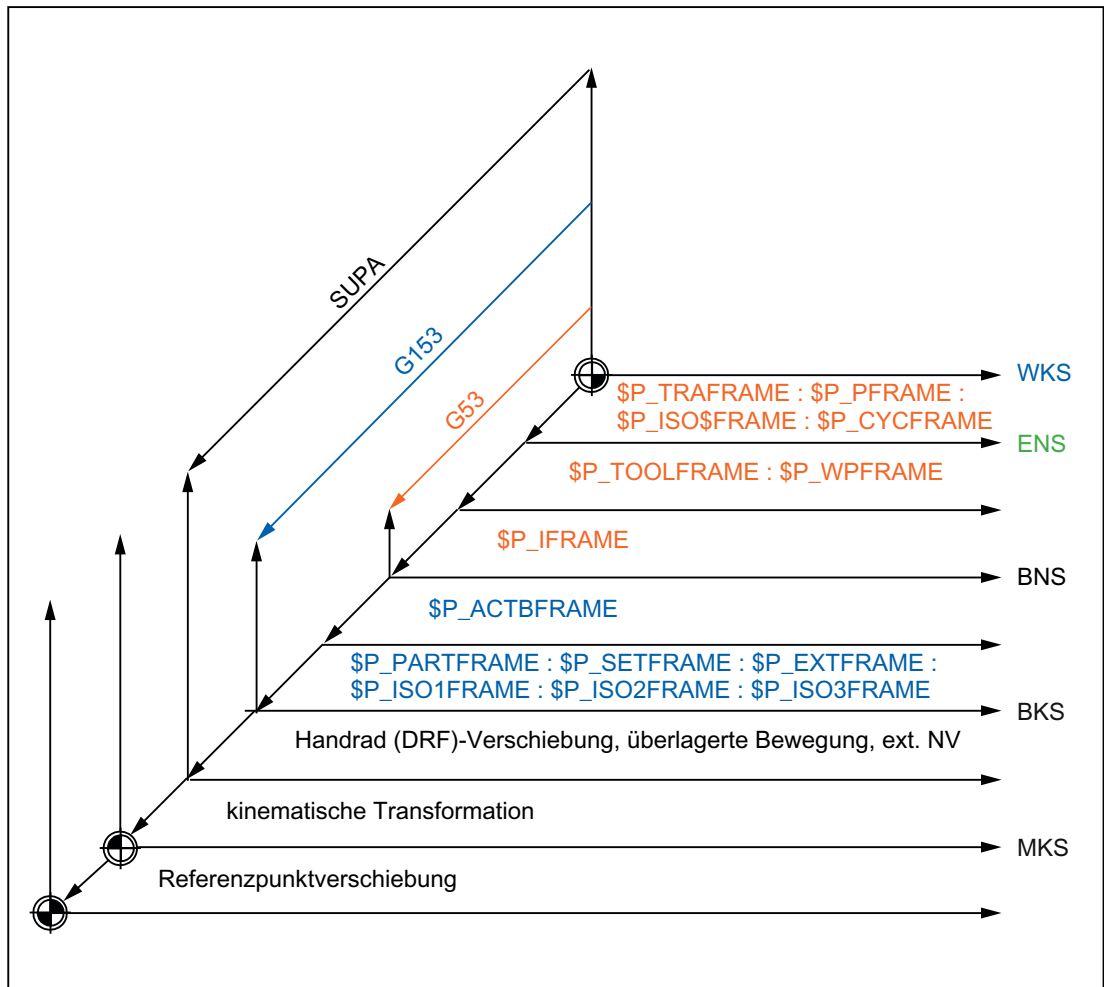 SUPA
G153
G53
WKS
$P_TRAFRAME : $P_PFRAME :
$P_ISO$FRAME : $P_CYCFRAME
ENS
$P_TOOLFRAME : $P_WPFRAME
$P_IFRAME
BNS
$P_ACTBFRAME
$P_PARTFRAME : $P_SETFRAME : $P_EXTFRAME :
$P_ISO1FRAME : $P_ISO2FRAME : $P_ISO3FRAME
BKS
Handrad (DRF)-Verschiebung, überlagerte Bewegung, ext. NV
kinematische Transformation
MKS
Referenzpunktverschiebung